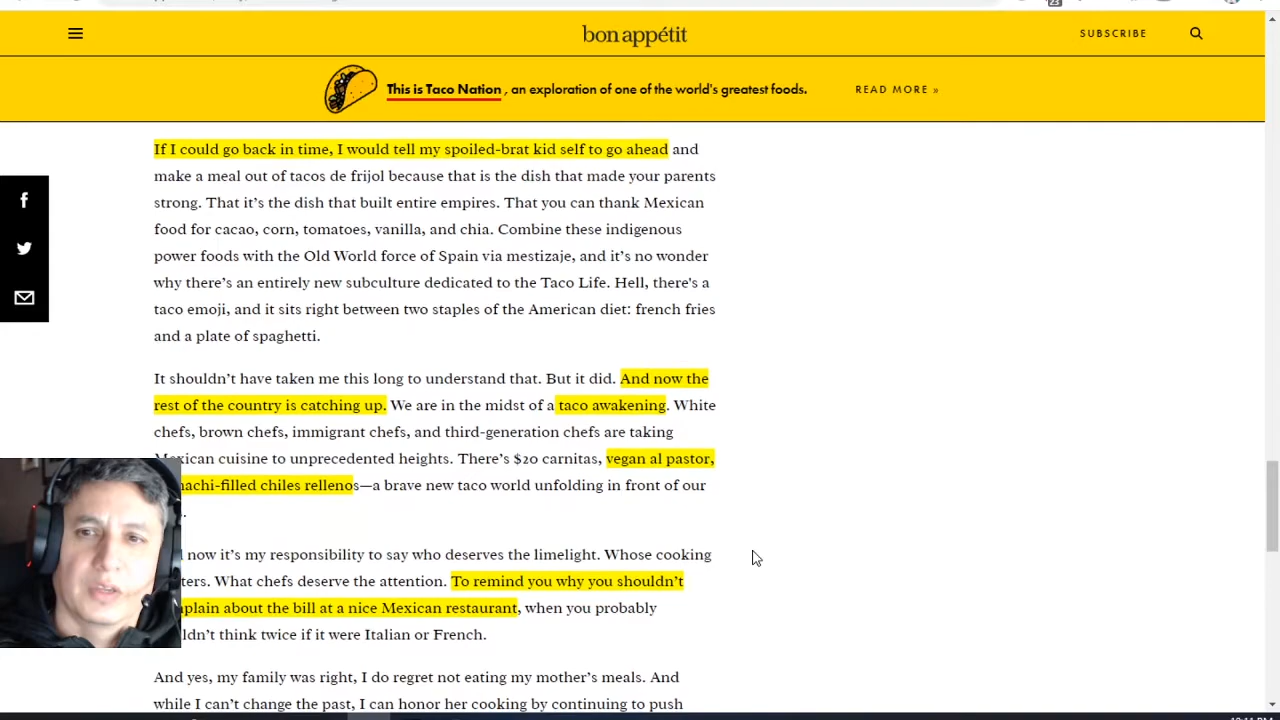 23
bon appétit
SUBSCRIBE
This is Taco Nation , an exploration of one of the world's greatest foods.
READ MORE »
If I could go back in time, I would tell my spoiled-brat kid self to go ahead and
make a meal out of tacos de frijol because that is the dish that made your parents
strong. That it's the dish that built entire empires. That you can thank Mexican
food for cacao, corn, tomatoes, vanilla, and chia. Combine these indigenous
power foods with the Old World force of Spain via mestizaje, and it's no wonder
why there's an entirely new subculture dedicated to the Taco Life. Hell, there's a
taco emoji, and it sits right between two staples of the American diet: french fries
and a plate of spaghetti.
It shouldn't have taken me this long to understand that. But it did. And now the
rest of the country is catching up. We are in the midst of a taco awakening. White
chefs, brown chefs, immigrant chefs, and third-generation chefs are taking
Mexican cuisine to unprecedented heights. There's $20 carnitas, vegan al pastor,
achi-filled chiles rellenos—a brave new taco world unfolding in front of our
.
now it's my responsibility to say who deserves the limelight. Whose cooking
ters. What chefs deserve the attention. To remind you why you shouldn't
plain about the bill at a nice Mexican restaurant, when you probably
ldn't think twice if it were Italian or French.
And yes, my family was right, I do regret not eating my mother's meals. And
while I can't change the past, I can honor her cooking by continuing to push